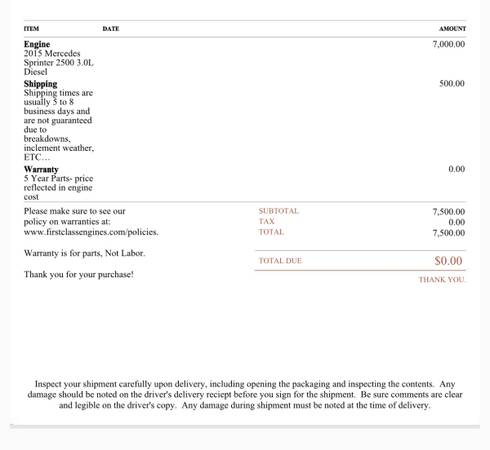 ITEM DATE AMOUNT
Engine 7,000.00
2015 Mercedes
Sprinter 2500 3.0L
Diesel
Shipping 500.00
Shipping times are
usually 5 to 8
business days and
are not guaranteed
due to
breakdowns,
inclement weather,
ETC...
Warranty 0.00
5 Year Parts- price
reflected in engine
cost
Please make sure to see our SUBTOTAL 7,500.00
policy on warranties at: TAX 0.00
www.firstclassengines.com/policies. TOTAL 7,500.00
Warranty is for parts, Not Labor.
TOTAL DUE $0.00
Thank you for your purchase!
THANK YOU.
Inspect your shipment carefully upon delivery, including opening the packaging and inspecting the contents. Any
damage should be noted on the driver's delivery reciept before you sign for the shipment. Be sure comments are clear
and legible on the driver's copy. Any damage during shipment must be noted at the time of delivery.